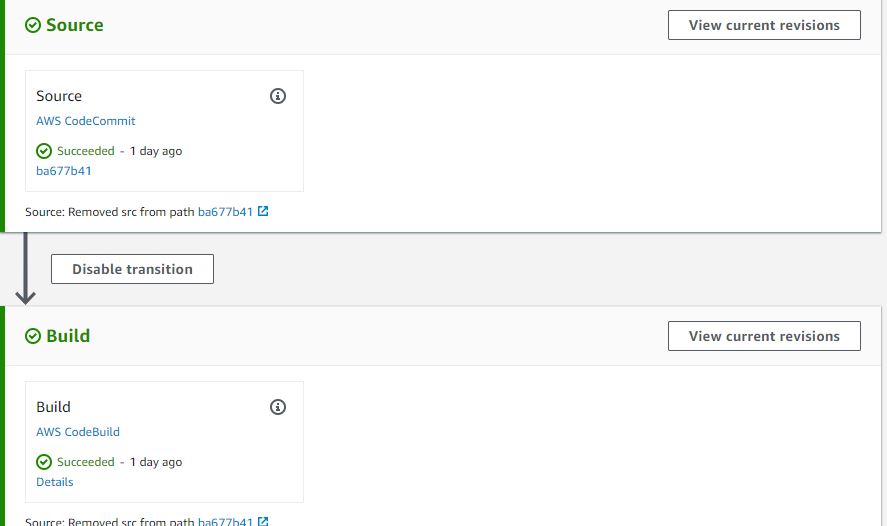 Source
View current revisions
Source
AWS CodeCommit
Succeeded - 1 day ago
ba677b41
Source: Removed src from path ba677b41
Disable transition
Build
View current revisions
Build
AWS CodeBuild
Succeeded - 1 day ago
Details
Source: Removed src from path ba677b41